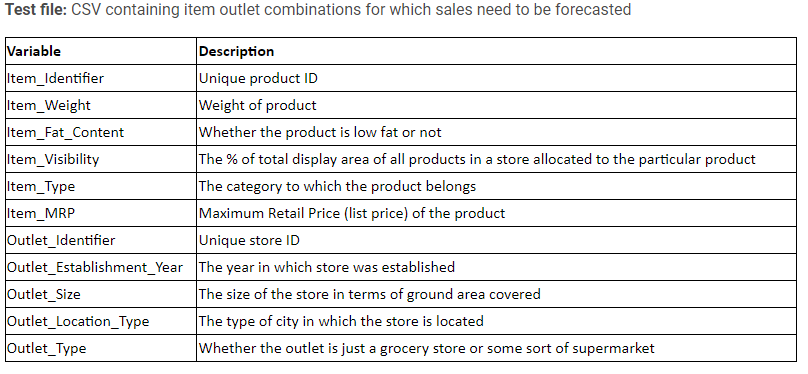 Test file: CSV containing item outlet combinations for which sales need to be forecasted
Variable Description
Item_Identifier Unique product ID
Item_Weight Weight of product
Item_Fat_Content Whether the product is low fat or not
Item_Visibility The % of total display area of all products in a store allocated to the particular product
Item_Type The category to which the product belongs
Item_MRP Maximum Retail Price (list price) of the product
Outlet_Identifier Unique store ID
Outlet_Establishment_Year The year in which store was established
Outlet_Size The size of the store in terms of ground area covered
Outlet_Location_Type The type of city in which the store is located
Outlet_Type Whether the outlet is just a grocery store or some sort of supermarket